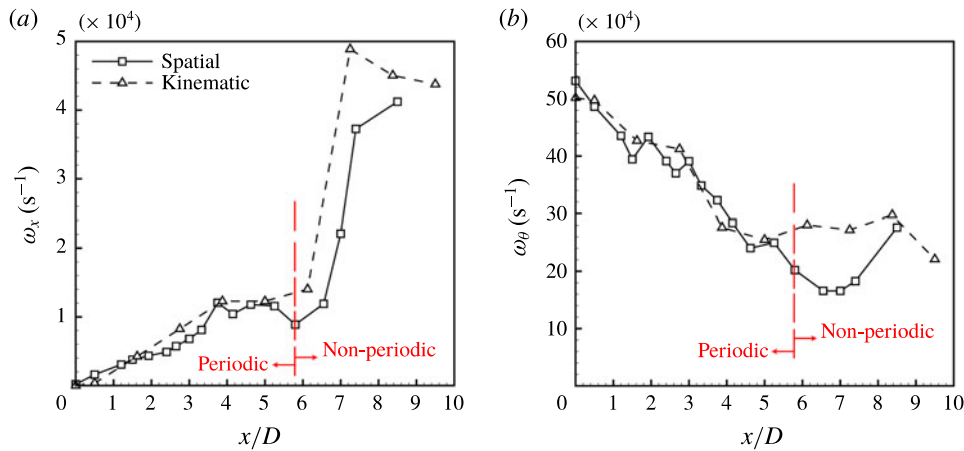 (a) (× 10⁴)
5
4
3
2
1
0 1 2 3 4 5 6 7 8 9 10
ωₓ (s⁻¹)
x/D
Spatial
Kinematic
Periodic
Non-periodic
(b) (× 10⁴)
60
50
40
30
20
10
0 1 2 3 4 5 6 7 8 9 10
ω_θ (s⁻¹)
x/D
Periodic
Non-periodic